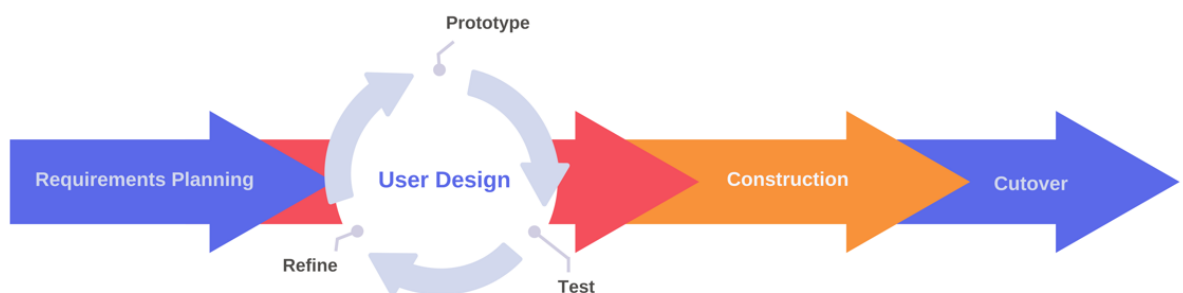 Prototype
Requirements Planning
User Design
Construction
Cutover
Refine
Test